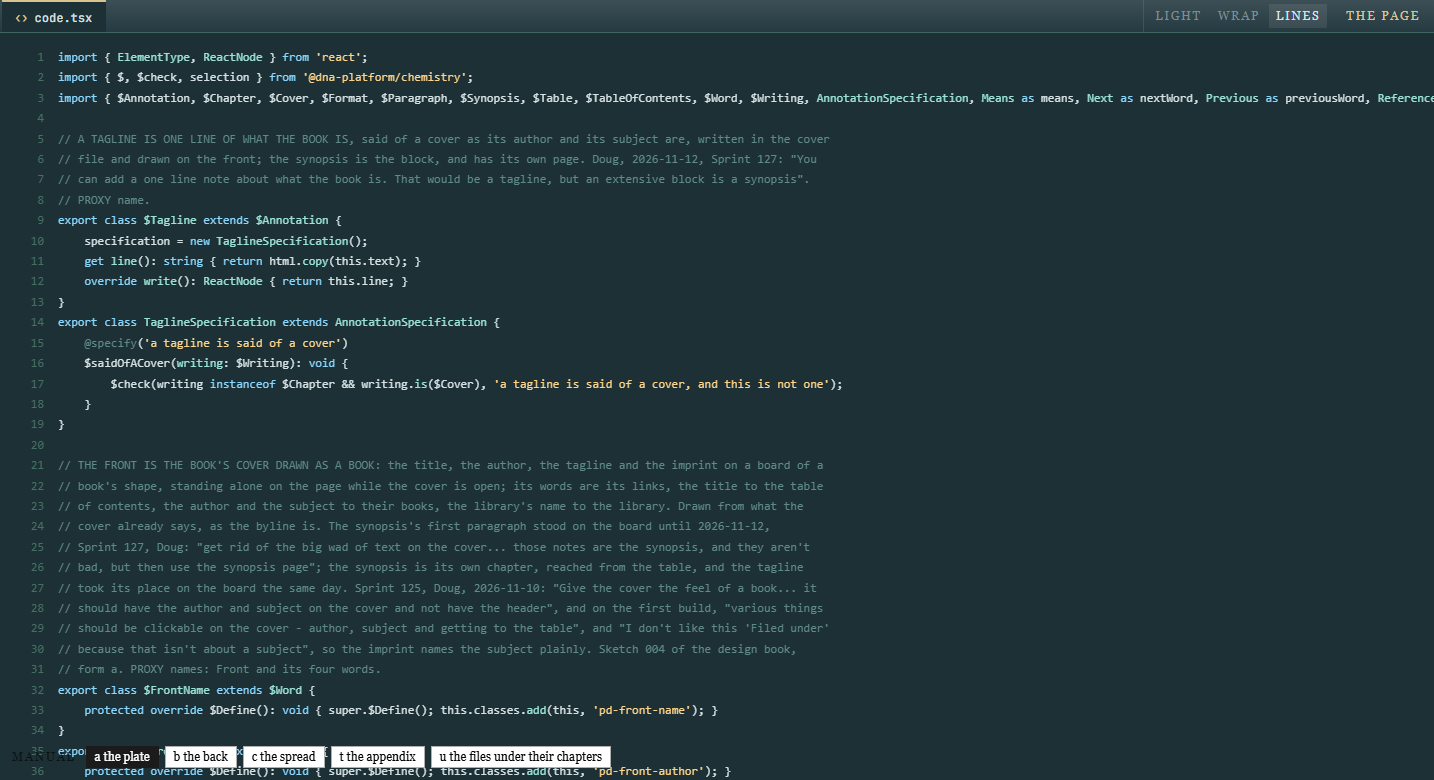 <> code.tsx
LIGHT WRAP LINES THE PAGE
1 import { ElementType, ReactNode } from 'react';
2 import { $, $check, selection } from '@dna-platform/chemistry';
3 import { $Annotation, $Chapter, $Cover, $Format, $Paragraph, $Synopsis, $Table, $TableOfContents, $Word, $Writing, AnnotationSpecification, Means as means, Next as nextWord, Previous as previousWord, Reference
4
5 // A TAGLINE IS ONE LINE OF WHAT THE BOOK IS, said of a cover as its author and its subject are, written in the cover
6 // file and drawn on the front; the synopsis is the block, and has its own page. Doug, 2026-11-12, Sprint 127: "You
7 // can add a one line note about what the book is. That would be a tagline, but an extensive block is a synopsis".
8 // PROXY name.
9 export class $Tagline extends $Annotation {
10 specification = new TaglineSpecification();
11 get line(): string { return html.copy(this.text); }
12 override write(): ReactNode { return this.line; }
13 }
14 export class TaglineSpecification extends AnnotationSpecification {
15 @specify('a tagline is said of a cover')
16 $saidOfACover(writing: $Writing): void {
17 $check(writing instanceof $Chapter && writing.is($Cover), 'a tagline is said of a cover, and this is not one');
18 }
19 }
20
21 // THE FRONT IS THE BOOK'S COVER DRAWN AS A BOOK: the title, the author, the tagline and the imprint on a board of a
22 // book's shape, standing alone on the page while the cover is open; its words are its links, the title to the table
23 // of contents, the author and the subject to their books, the library's name to the library. Drawn from what the
24 // cover already says, as the byline is. The synopsis's first paragraph stood on the board until 2026-11-12,
25 // Sprint 127, Doug: "get rid of the big wad of text on the cover... those notes are the synopsis, and they aren't
26 // bad, but then use the synopsis page"; the synopsis is its own chapter, reached from the table, and the tagline
27 // took its place on the board the same day. Sprint 125, Doug, 2026-11-10: "Give the cover the feel of a book... it
28 // should have the author and subject on the cover and not have the header", and on the first build, "various things
29 // should be clickable on the cover - author, subject and getting to the table", and "I don't like this 'Filed under'
30 // because that isn't about a subject", so the imprint names the subject plainly. Sketch 004 of the design book,
31 // form a. PROXY names: Front and its four words.
32 export class $FrontName extends $Word {
33 protected override $Define(): void { super.$Define(); this.classes.add(this, 'pd-front-name'); }
34 }
35 expo
MANUAL a the plate b the back c the spread t the appendix u the files under their chapters
36 protected override $Define(): void { super.$Define(); this.classes.add(this, 'pd-front-author'); }